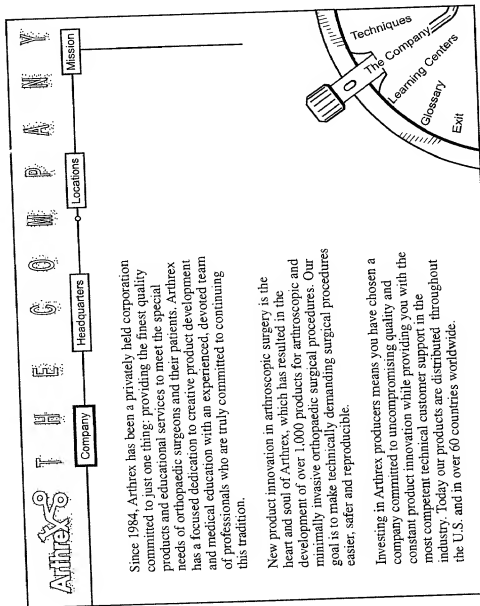 Arthrex
THE COMPANY
Company
Headquarters
Locations
Mission
Since 1984, Arthrex has been a privately held corporation
committed to just one thing: providing the finest quality
products and educational services to meet the special
needs of orthopaedic surgeons and their patients. Arthrex
has a focused dedication to creative product development
and medical education with an experienced, devoted team
of professionals who are truly committed to continuing
this tradition.
New product innovation in arthroscopic surgery is the
heart and soul of Arthrex, which has resulted in the
development of over 1,000 products for arthroscopic and
minimally invasive orthopaedic surgical procedures. Our
goal is to make technically demanding surgical procedures
easier, safer and reproducible.
Investing in Arthrex producers means you have chosen a
company committed to uncompromising quality and
constant product innovation while providing you with the
most competent technical customer support in the
industry. Today our products are distributed throughout
the U.S. and in over 60 countries worldwide.
Techniques
The Company
Learning Centers
Glossary
Exit